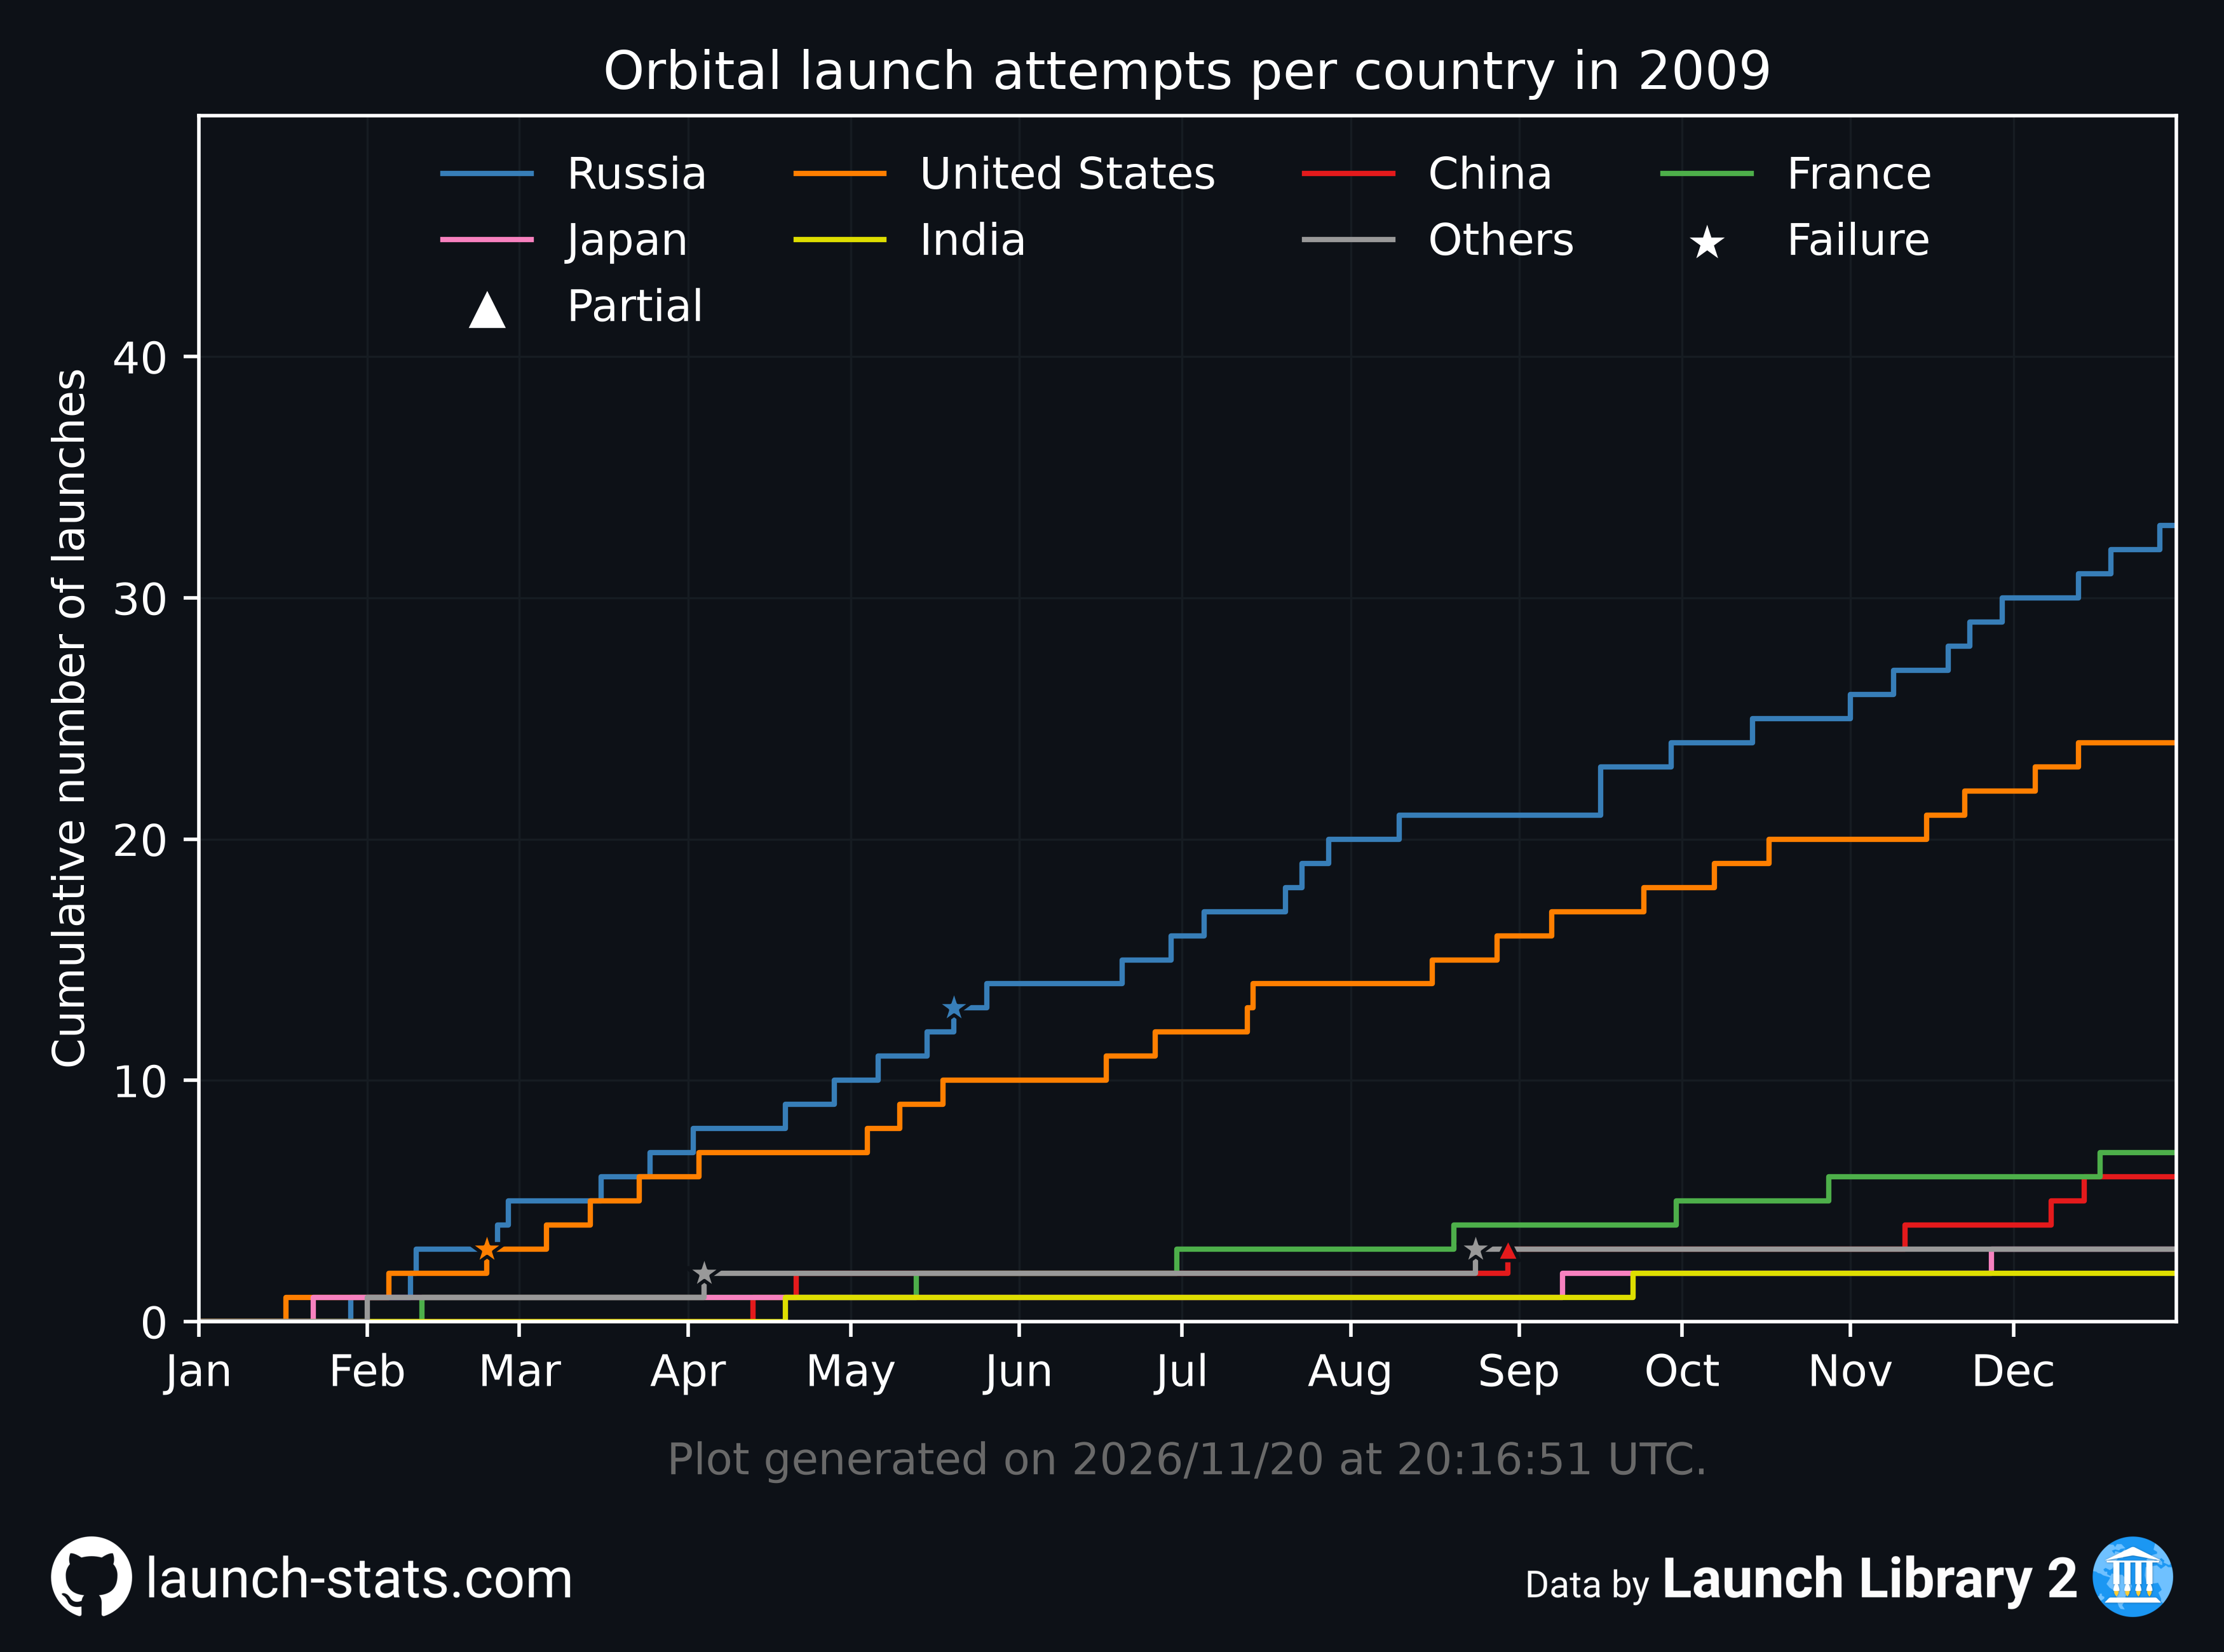 Orbital launch attempts per country in 2009
Russia United States China France
Japan India Others Failure
Partial
Cumulative number of launches
40
30
20
10
0
Jan Feb Mar Apr May Jun Jul Aug Sep Oct Nov Dec
Plot generated on 2026/11/20 at 20:16:51 UTC.
launch-stats.com
Data by Launch Library 2